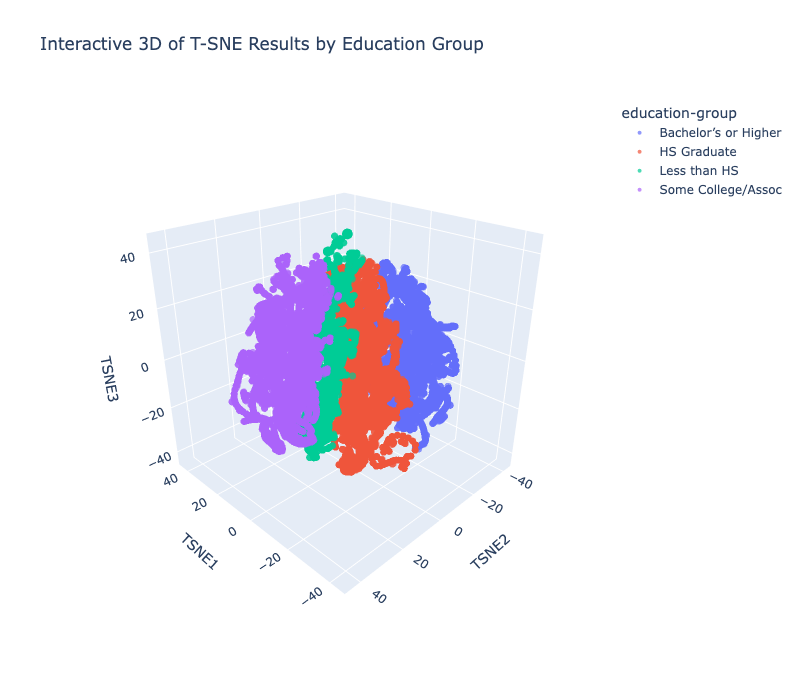 Interactive 3D of T-SNE Results by Education Group
education-group
Bachelor’s or Higher
HS Graduate
Less than HS
Some College/Assoc
40
20
0
−20
−40
TSNE3
40
20
0
−20
−40
TSNE1
−40
−20
0
20
40
TSNE2